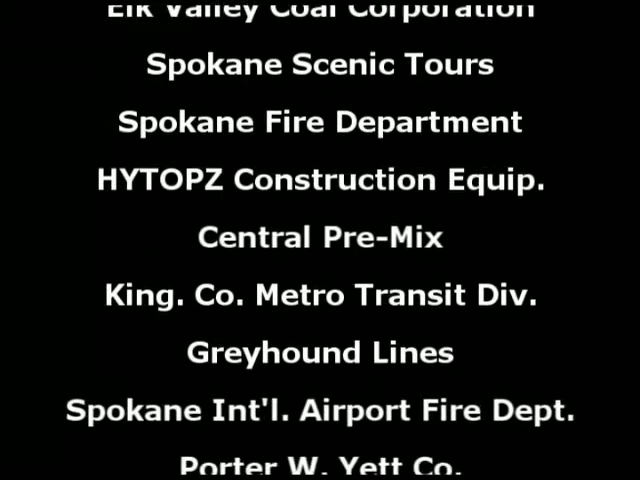 Elk Valley Coal Corporation
Spokane Scenic Tours
Spokane Fire Department
HYTOPZ Construction Equip.
Central Pre-Mix
King. Co. Metro Transit Div.
Greyhound Lines
Spokane Int'l. Airport Fire Dept.
Porter W. Yett Co.